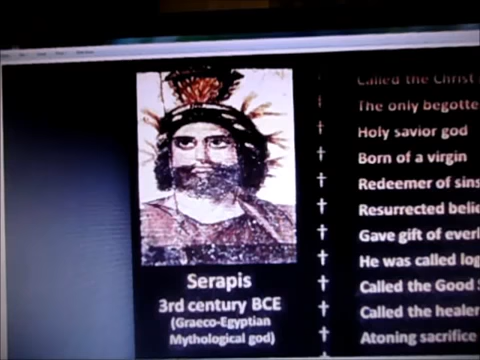 Called the Christ
The only begotte
Holy savior god
Born of a virgin
Redeemer of sins
Resurrected belie
Gave gift of everl
He was called log
Called the Good S
Called the healer
Atoning sacrifice
Serapis
3rd century BCE
(Graeco-Egyptian
Mythological god)